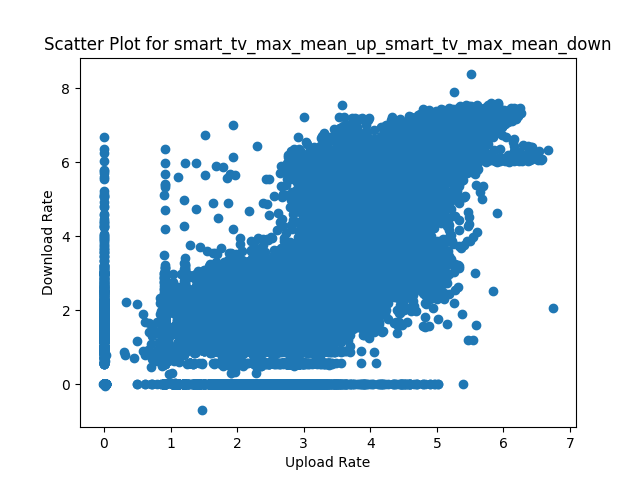 Scatter Plot for smart_tv_max_mean_up_smart_tv_max_mean_down
8
6
4
2
0
Download Rate
0 1 2 3 4 5 6 7
Upload Rate